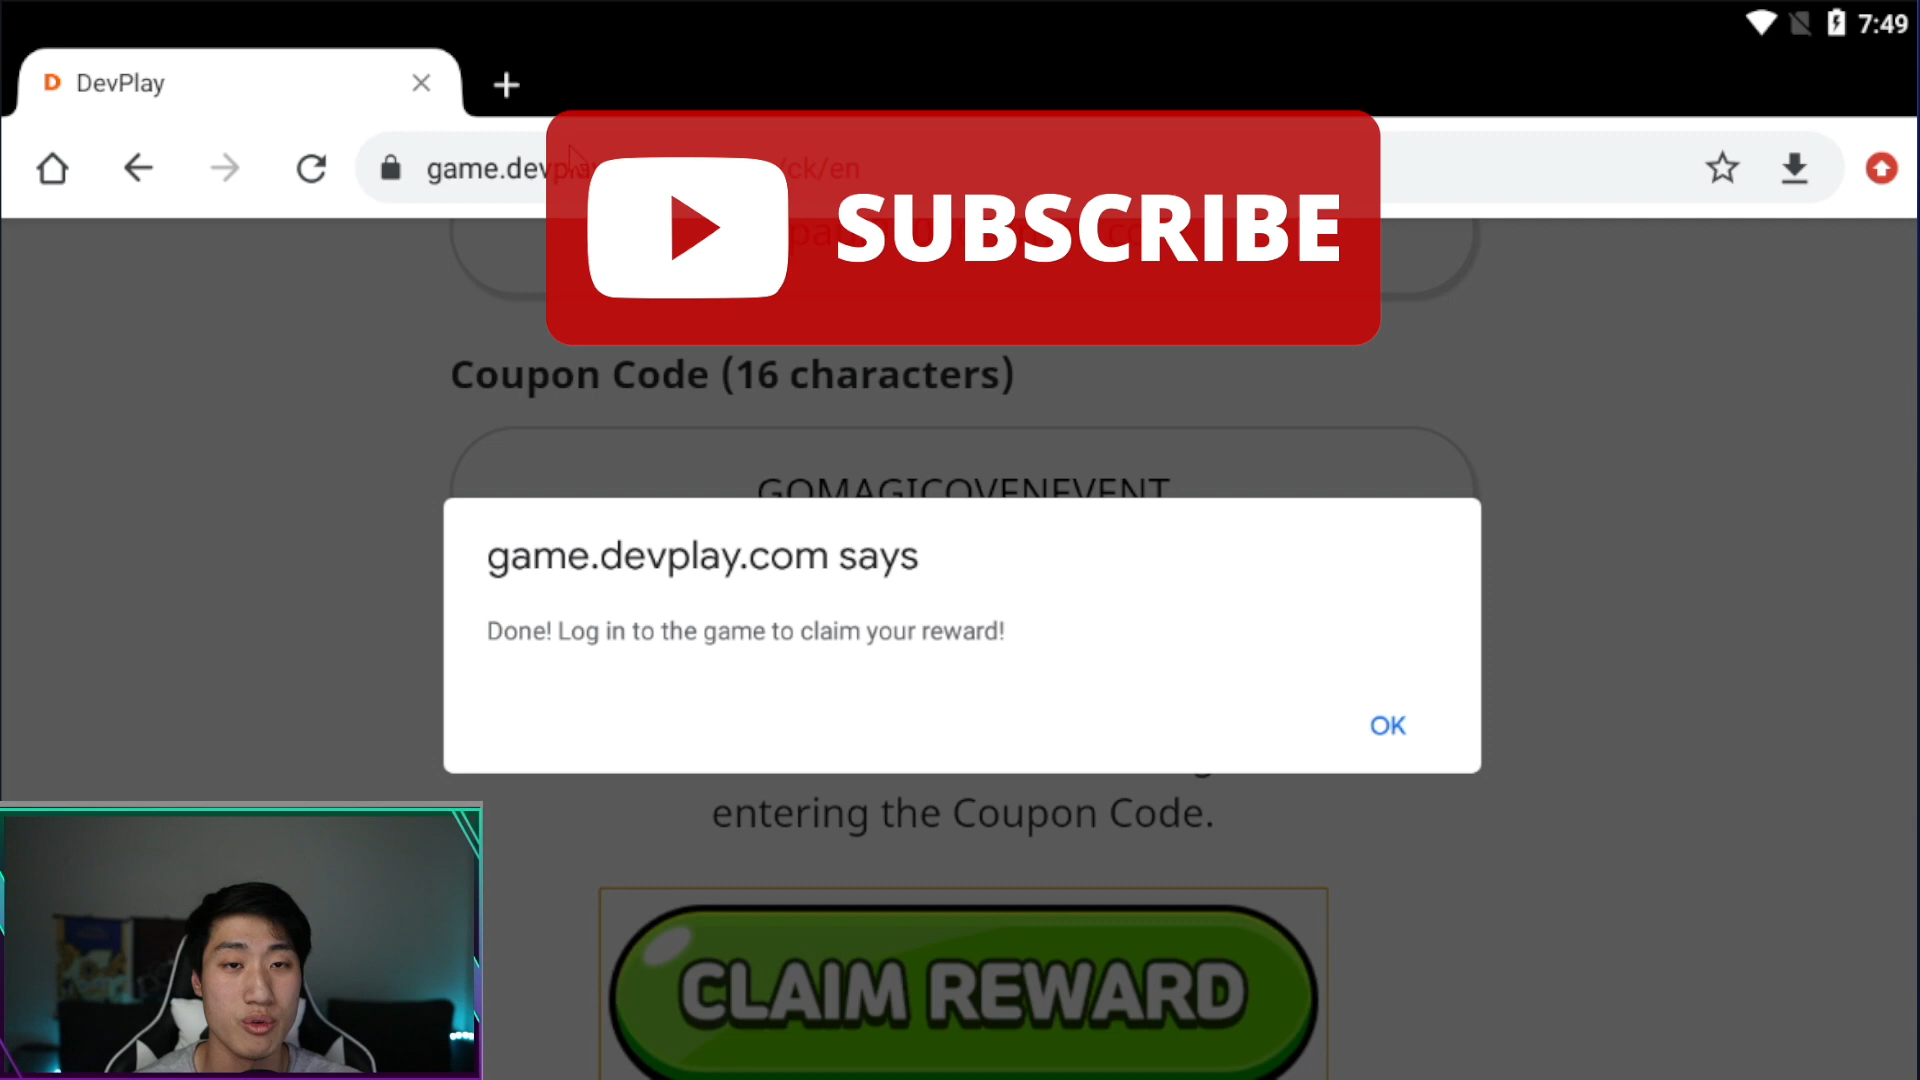 7:49
D DevPlay
game.dev /ck/en
SUBSCRIBE
Coupon Code (16 characters)
GOMAGICOVENEVENT
game.devplay.com says
Done! Log in to the game to claim your reward!
OK
entering the Coupon Code.
CLAIM REWARD